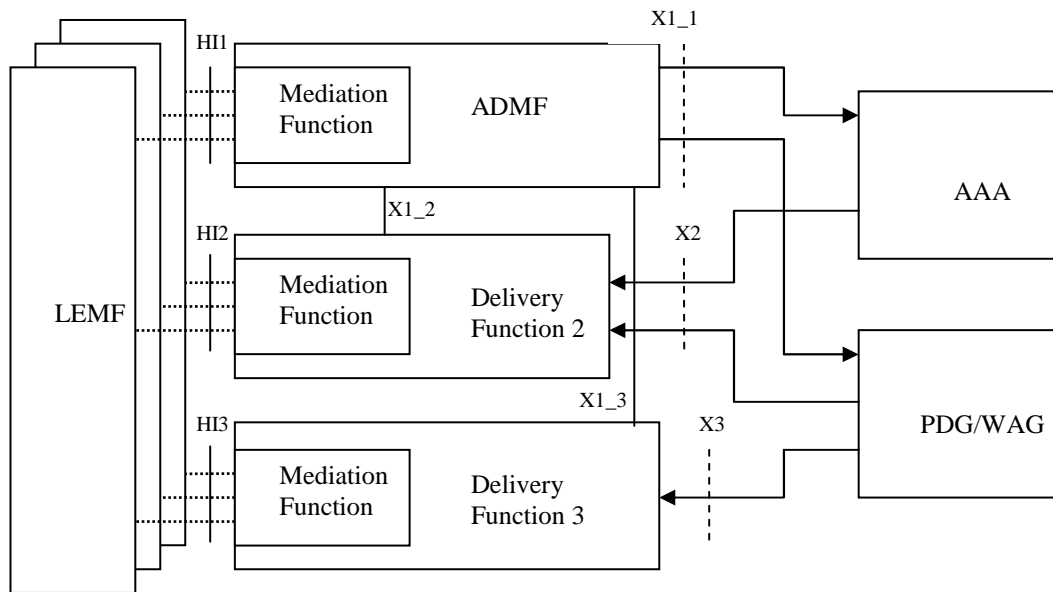 X1_1
HI1
Mediation
Function
ADMF
AAA
X1_2
HI2
X2
Mediation
Function
Delivery
Function 2
LEMF
X1_3
HI3
X3
PDG/WAG
Mediation
Function
Delivery
Function 3